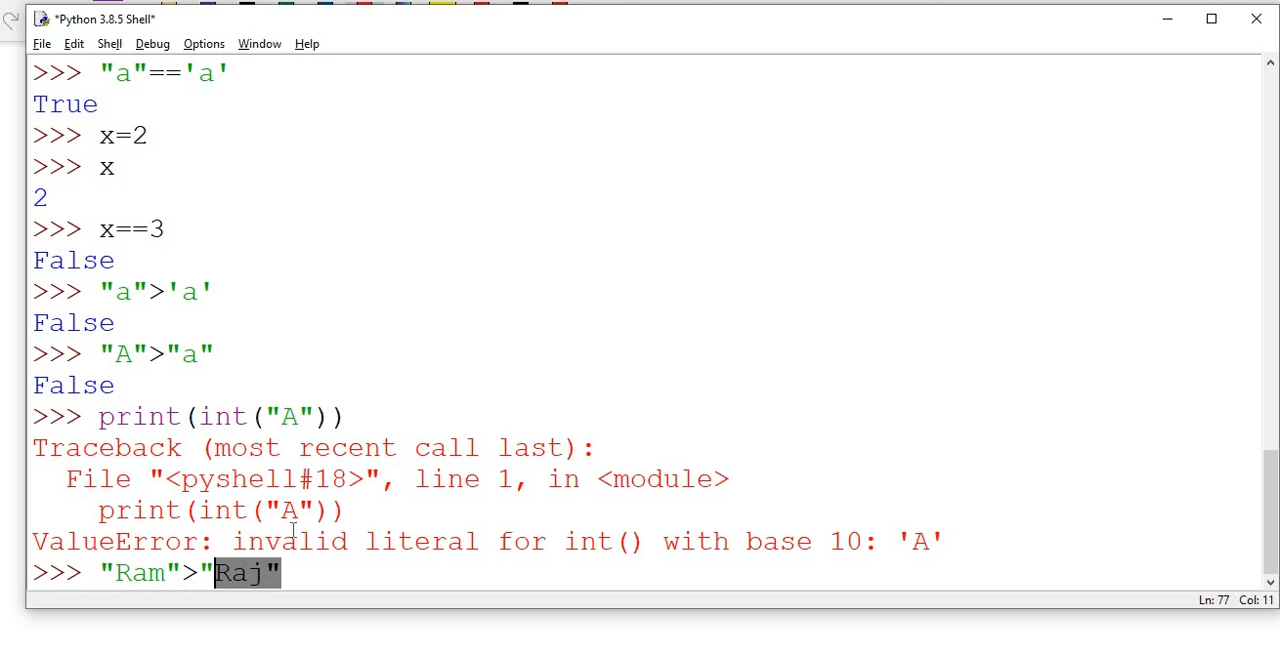 *Python 3.8.5 Shell*
File Edit Shell Debug Options Window Help
>>> "a"=='a'
True
>>> x=2
>>> x
2
>>> x==3
False
>>> "a">'a'
False
>>> "A">"a"
False
>>> print(int("A"))
Traceback (most recent call last):
  File "<pyshell#18>", line 1, in <module>
    print(int("A"))
ValueError: invalid literal for int() with base 10: 'A'
>>> "Ram">"Raj"
Ln: 77 Col: 11